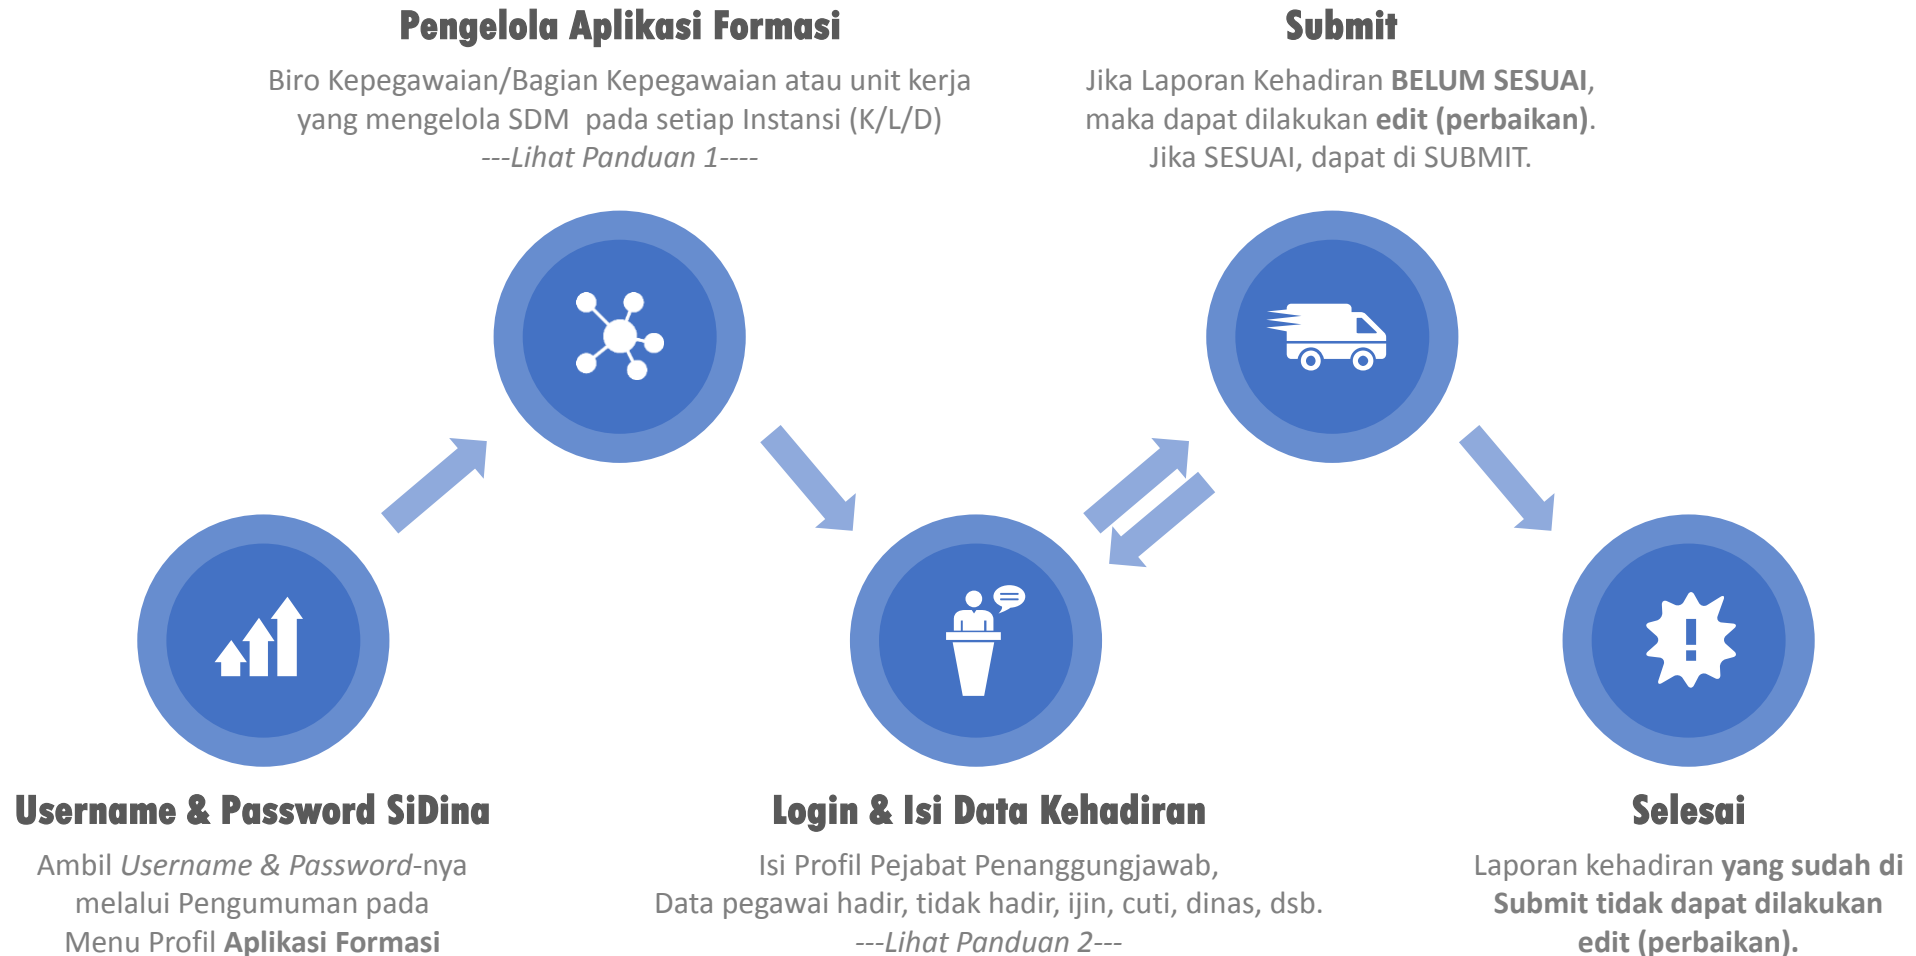 Pengelola Aplikasi Formasi
Biro Kepegawaian/Bagian Kepegawaian atau unit kerja
yang mengelola SDM pada setiap Instansi (K/L/D)
---Lihat Panduan 1----
Submit
Jika Laporan Kehadiran BELUM SESUAI,
maka dapat dilakukan edit (perbaikan).
Jika SESUAI, dapat di SUBMIT.
Username & Password SiDina
Ambil Username & Password-nya
melalui Pengumuman pada
Menu Profil Aplikasi Formasi
Login & Isi Data Kehadiran
Isi Profil Pejabat Penanggungjawab,
Data pegawai hadir, tidak hadir, ijin, cuti, dinas, dsb.
---Lihat Panduan 2---
Selesai
Laporan kehadiran yang sudah di
Submit tidak dapat dilakukan
edit (perbaikan).